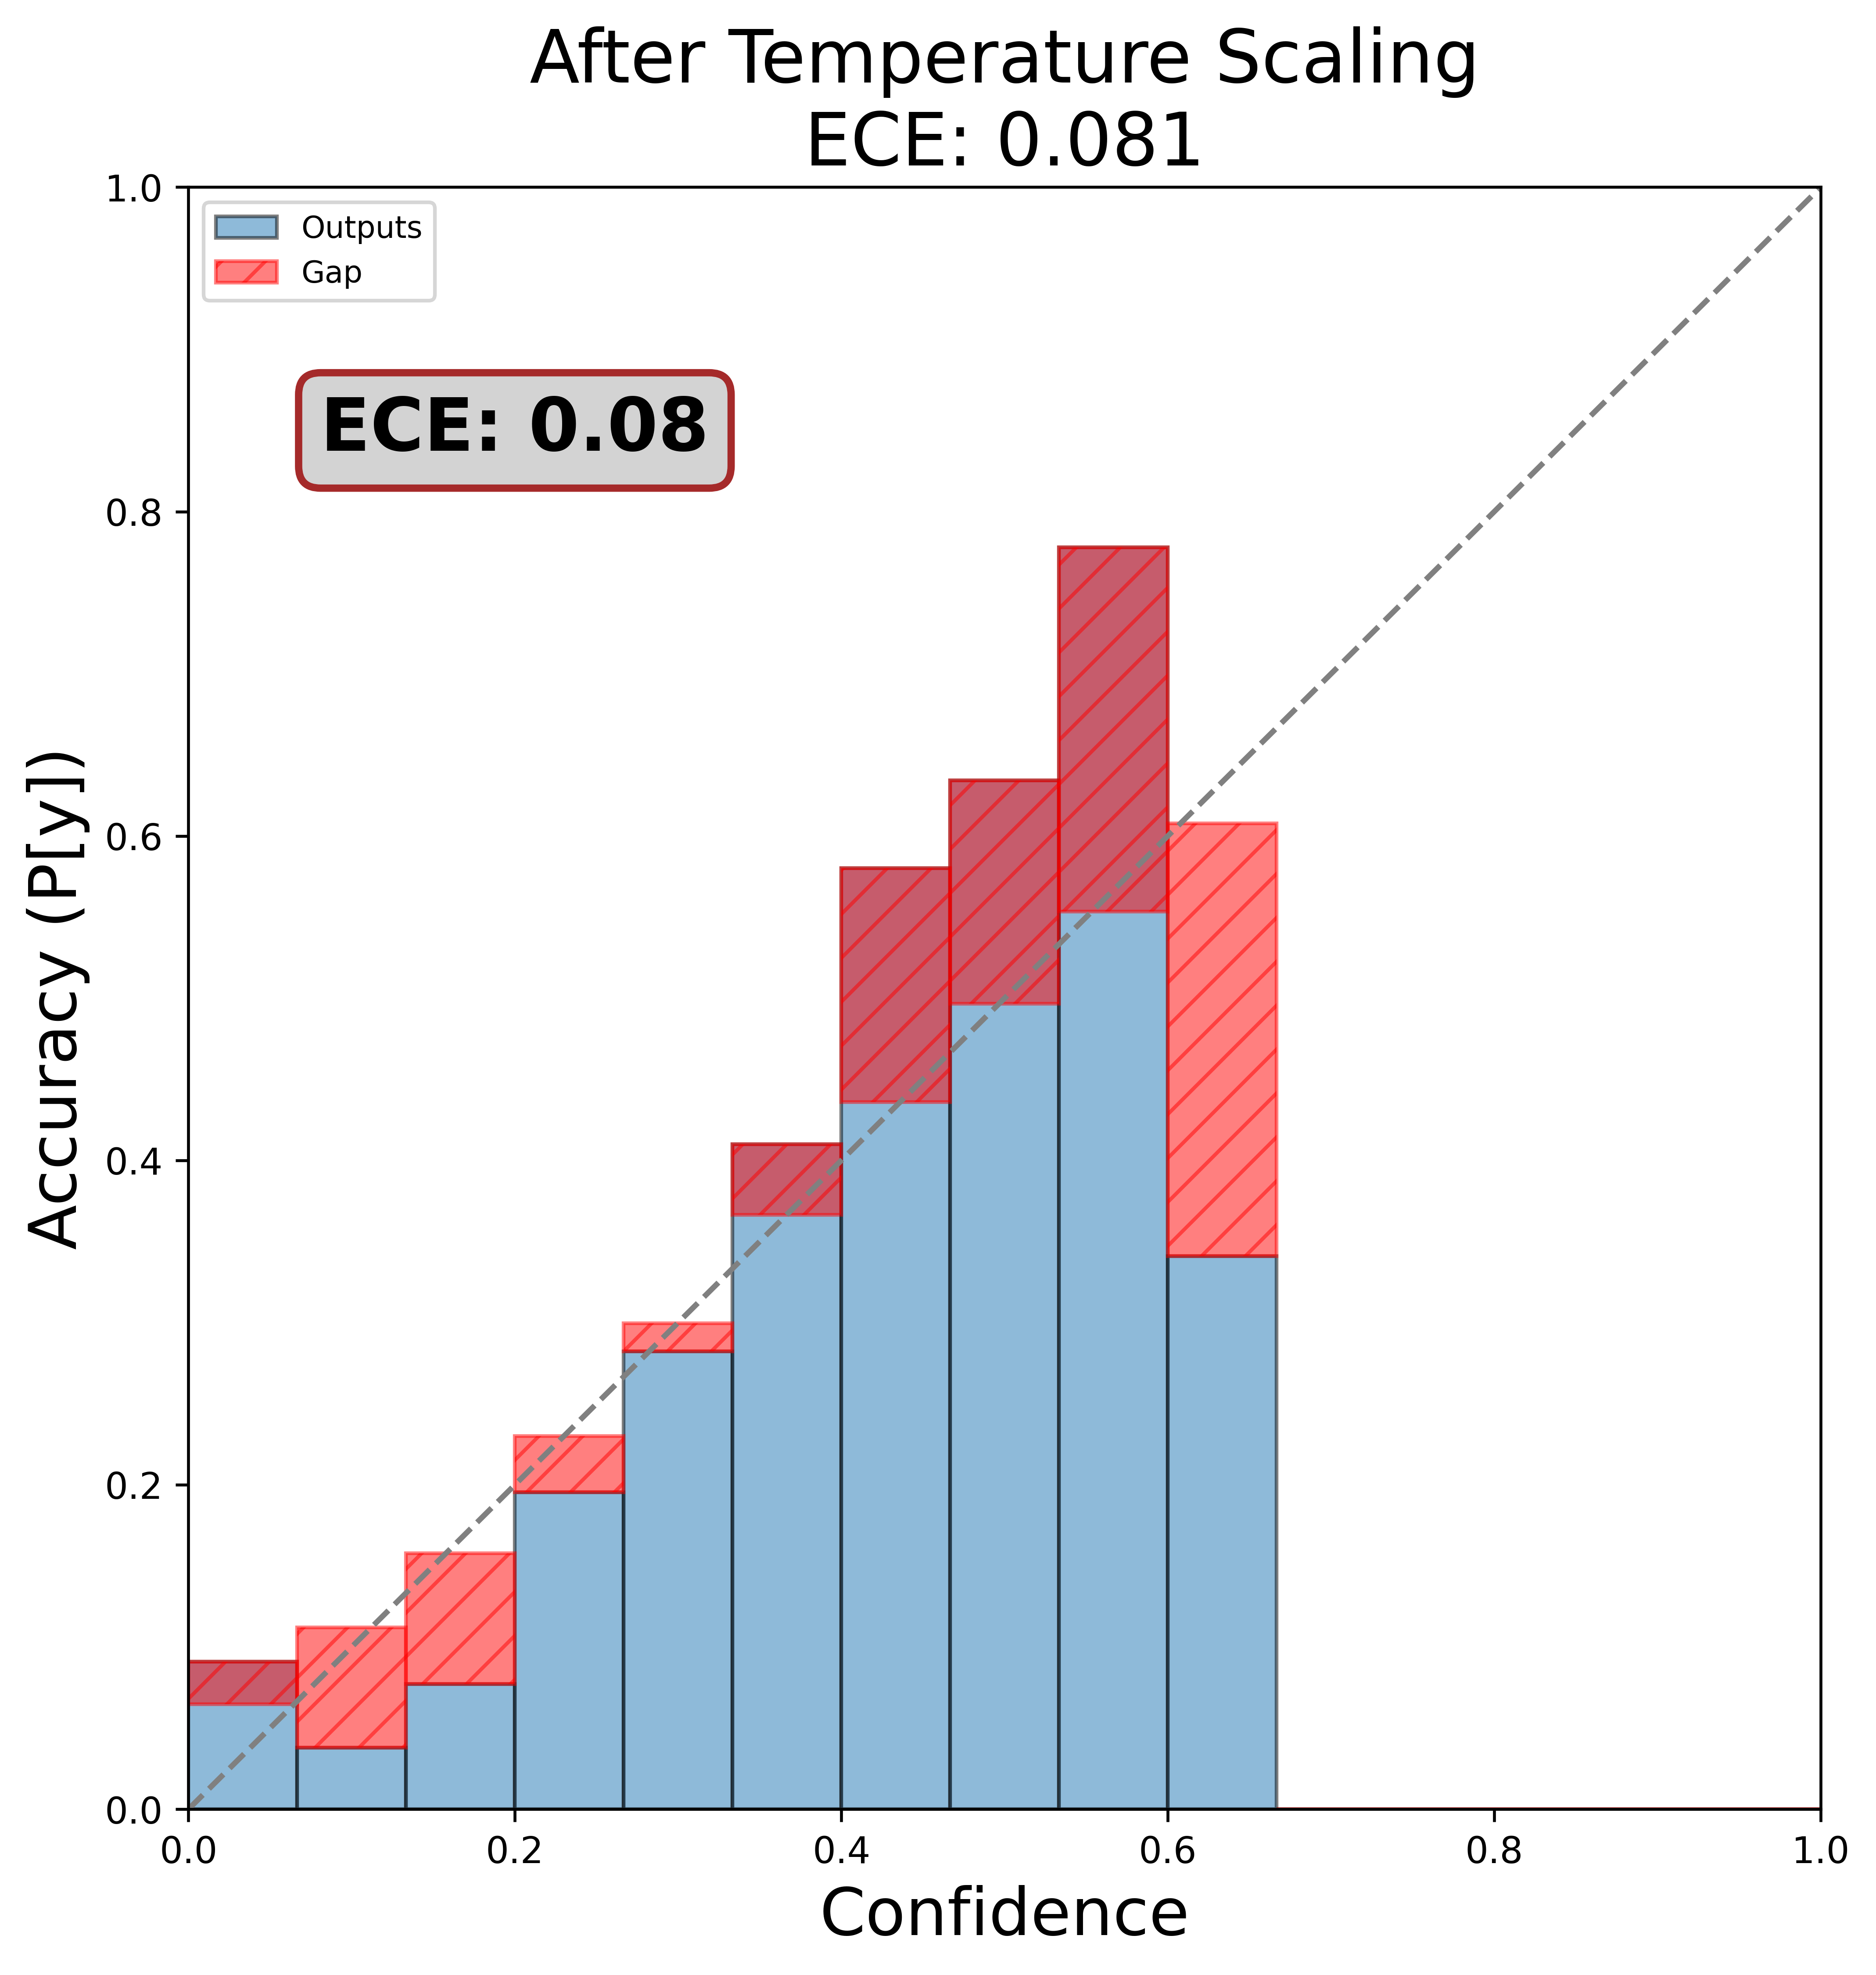 After Temperature Scaling
ECE: 0.081
1.0
Outputs
Gap
ECE: 0.08
0.8
0.6
0.4
0.2
0.0
Accuracy (P[y])
0.0 0.2 0.4 0.6 0.8 1.0
Confidence